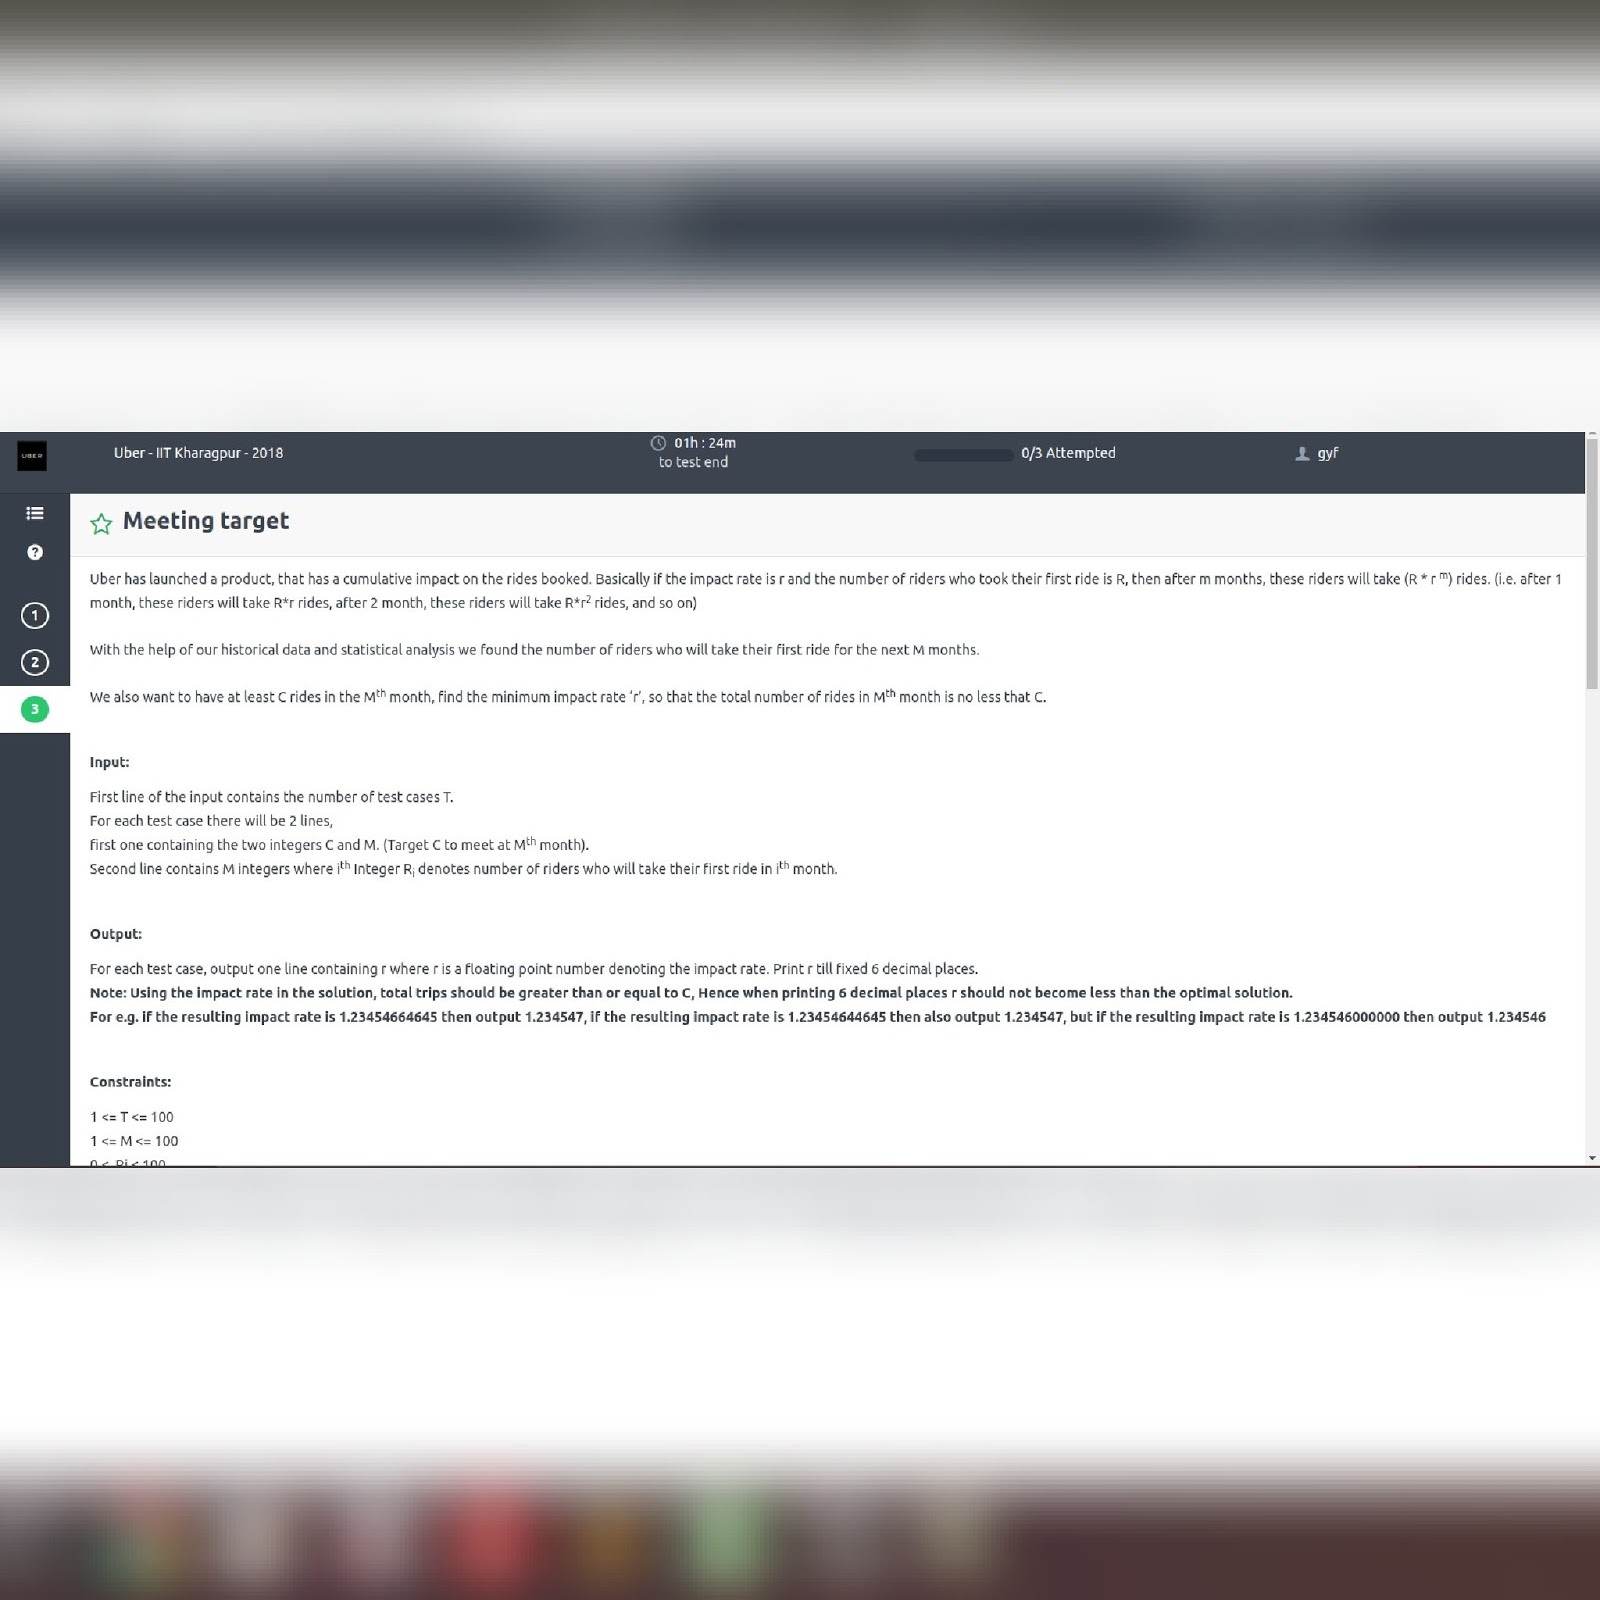 UBER
Uber - IIT Kharagpur - 2018
01h : 24m
to test end
0/3 Attempted
gyf
Meeting target
1
2
3
Uber has launched a product, that has a cumulative impact on the rides booked. Basically if the impact rate is r and the number of riders who took their first ride is R, then after m months, these riders will take (R * r ᵐ) rides. (i.e. after 1
month, these riders will take R*r rides, after 2 month, these riders will take R*r² rides, and so on)
With the help of our historical data and statistical analysis we found the number of riders who will take their first ride for the next M months.
We also want to have at least C rides in the Mᵗʰ month, find the minimum impact rate ‘r’, so that the total number of rides in Mᵗʰ month is no less that C.
Input:
First line of the input contains the number of test cases T.
For each test case there will be 2 lines,
first one containing the two integers C and M. (Target C to meet at Mᵗʰ month).
Second line contains M integers where iᵗʰ Integer Rᵢ denotes number of riders who will take their first ride in iᵗʰ month.
Output:
For each test case, output one line containing r where r is a floating point number denoting the impact rate. Print r till fixed 6 decimal places.
Note: Using the impact rate in the solution, total trips should be greater than or equal to C, Hence when printing 6 decimal places r should not become less than the optimal solution.
For e.g. if the resulting impact rate is 1.23454664645 then output 1.234547, if the resulting impact rate is 1.23454644645 then also output 1.234547, but if the resulting impact rate is 1.234546000000 then output 1.234546
Constraints:
1 <= T <= 100
1 <= M <= 100